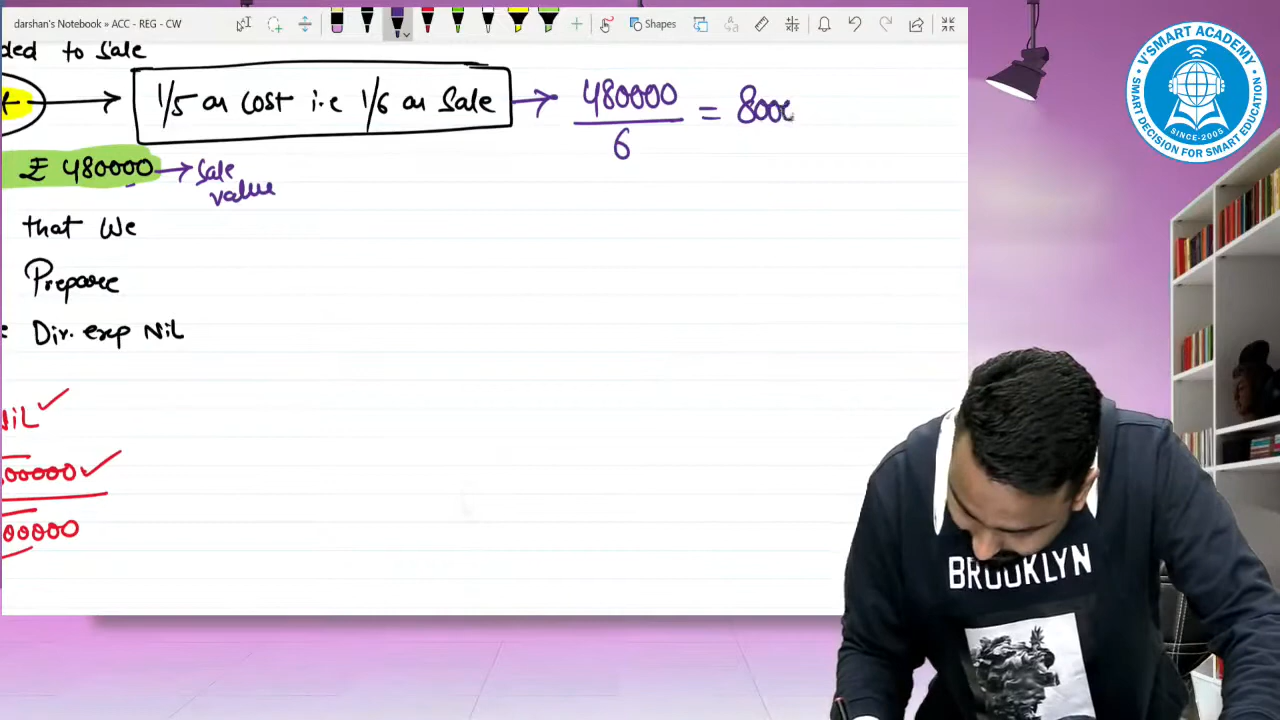 darshan's Notebook » ACC - REG - CW
Shapes
ded to Sale
1/5 on cost i.e 1/6 on Sale → 480000/6 = 8000
₹ 480000 → Sale value
that We
Prepare
Dir. exp NiL
NiL ✓
00000 ✓
00000
V'SMART ACADEMY
SMART DECISION FOR SMART EDUCATION
SINCE-2005
BROOKLYN